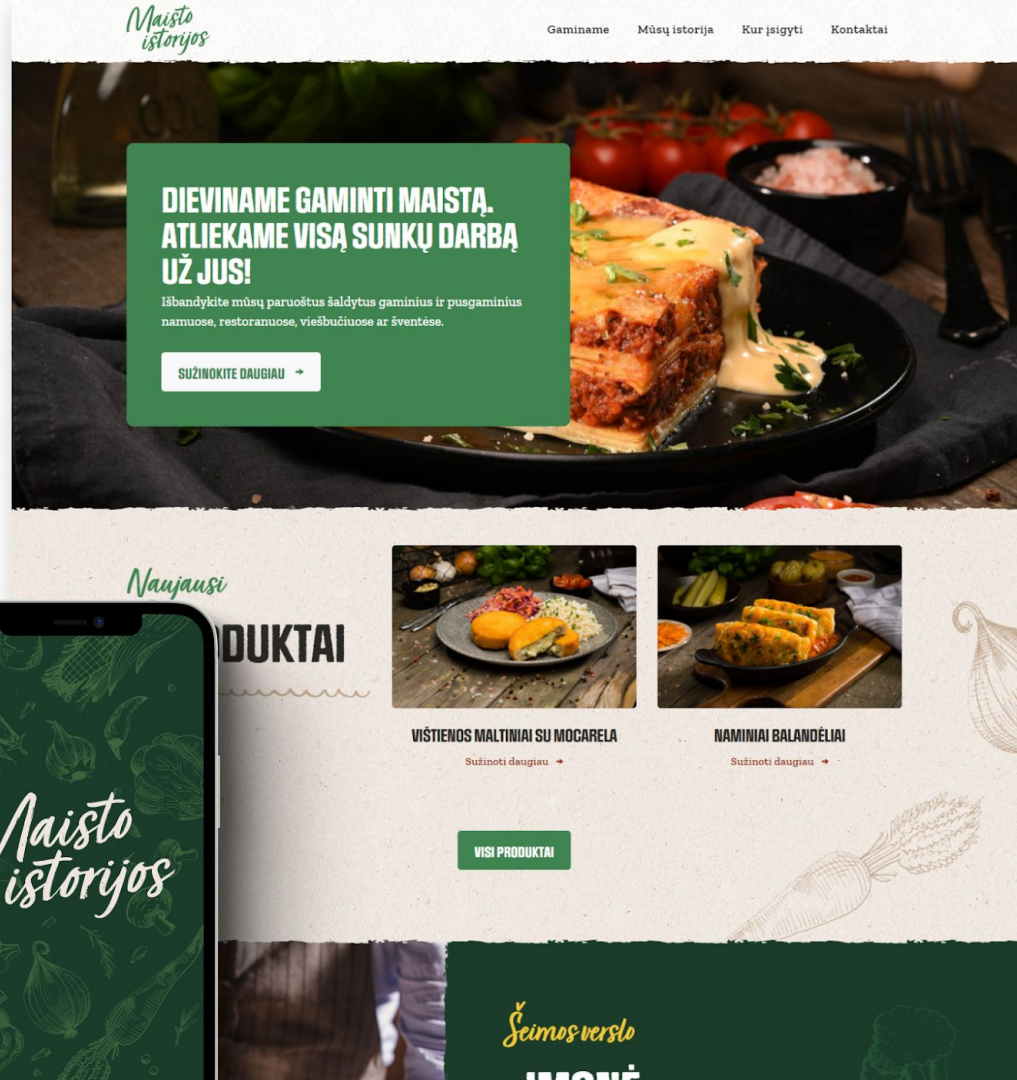 Maisto
istorijos
Gaminame Mūsų istorija Kur įsigyti Kontaktai
DIEVINAME GAMINTI MAISTĄ.
ATLIEKAME VISĄ SUNKŲ DARBĄ
UŽ JUS!
Išbandykite mūsų paruoštus šaldytus gaminius ir pusgaminius
namuose, restoranuose, viešbučiuose ar šventėse.
SUŽINOKITE DAUGIAU
Naujausi
DUKTAI
VIŠTIENOS MALTINIAI SU MOCARELA
Sužinoti daugiau
NAMINIAI BALANDĖLIAI
Sužinoti daugiau
VISI PRODUKTAI
Maisto
istorijos
Šeimos verslo
ĮMONĖ